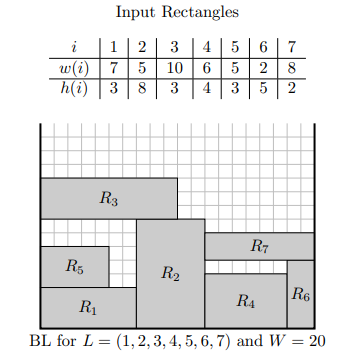 Input Rectangles
i 1 2 3 4 5 6 7
w(i) 7 5 10 6 5 2 8
h(i) 3 8 3 4 3 5 2
R₃
R₇
R₅
R₂
R₆
R₄
R₁
BL for L = (1, 2, 3, 4, 5, 6, 7) and W = 20